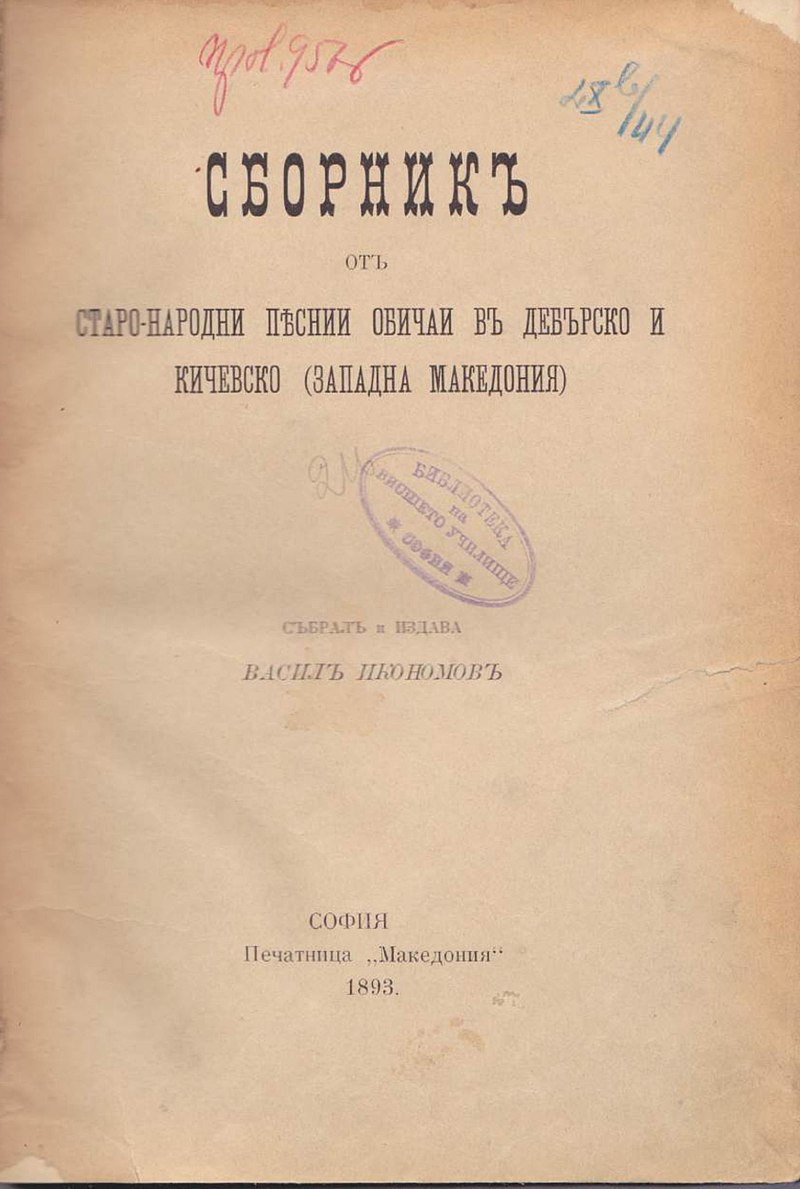 СБОРНИКЪ
ОТЪ
СТАРО-НАРОДНИ ПѢСНИИ ОБИЧАИ ВЪ ДЕБЪРСКО И
КИЧЕВСКО (ЗАПАДНА МАКЕДОНИЯ)
БИБЛИОТЕКА
на
ВИСШЕТО УЧИЛИЩЕ
* СОФИЯ *
СЪБРАЛЪ и ИЗДАВА
ВАСИЛЪ ИКОНОМОВЪ
СОФИЯ
Печатница „Македония“
1893.